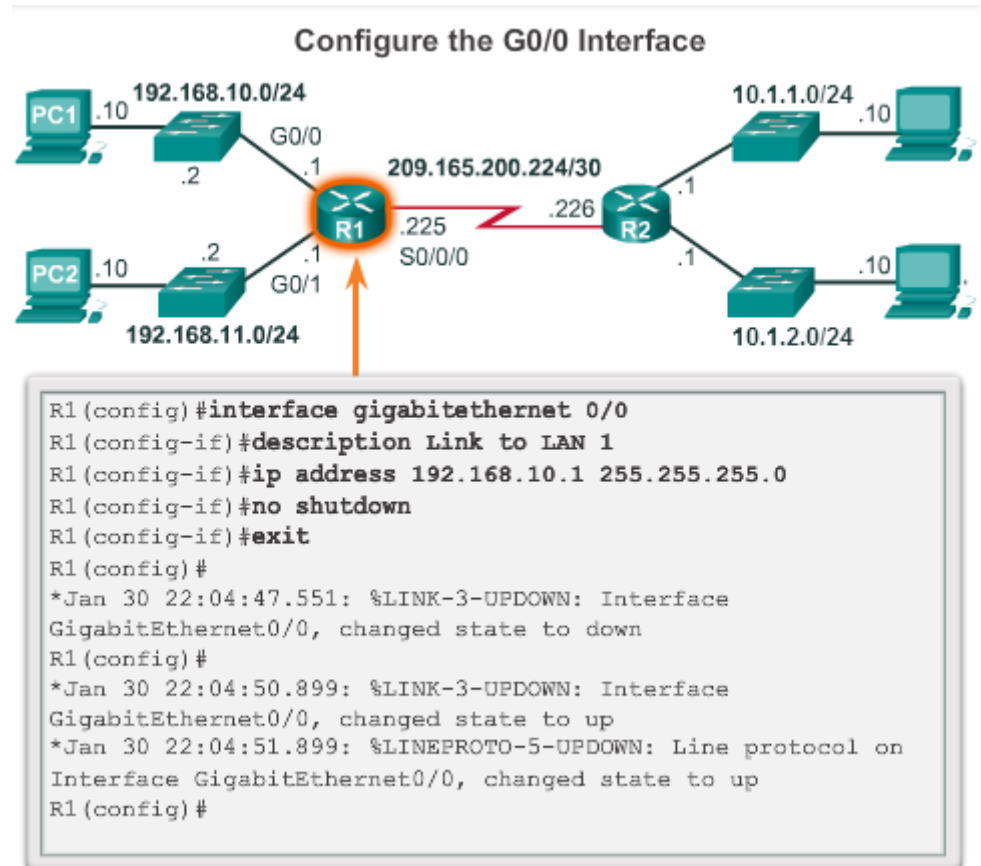 Configure the G0/0 Interface
192.168.10.0/24
10.1.1.0/24
PC1
.10
.10
G0/0
.2
.1
209.165.200.224/30
.1
.226
R1
.225
R2
S0/0/0
PC2
.10
.2
.1
G0/1
.1
.10
192.168.11.0/24
10.1.2.0/24
R1(config)#interface gigabitethernet 0/0
R1(config-if)#description Link to LAN 1
R1(config-if)#ip address 192.168.10.1 255.255.255.0
R1(config-if)#no shutdown
R1(config-if)#exit
R1(config)#
*Jan 30 22:04:47.551: %LINK-3-UPDOWN: Interface
GigabitEthernet0/0, changed state to down
R1(config)#
*Jan 30 22:04:50.899: %LINK-3-UPDOWN: Interface
GigabitEthernet0/0, changed state to up
*Jan 30 22:04:51.899: %LINEPROTO-5-UPDOWN: Line protocol on
Interface GigabitEthernet0/0, changed state to up
R1(config)#